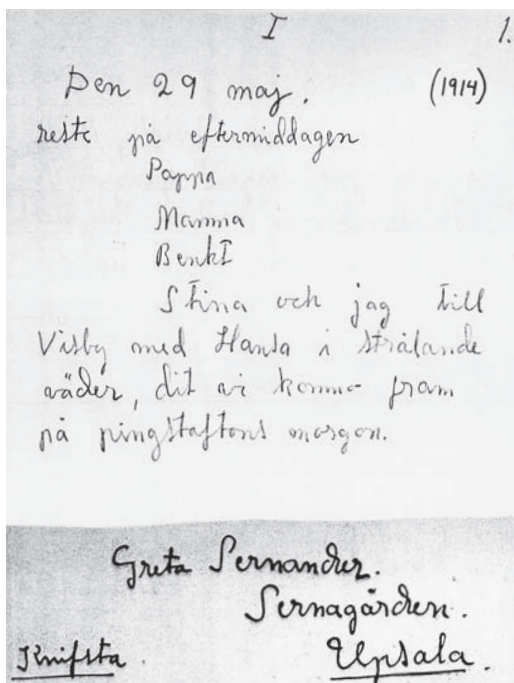 I 1.
Den 29 maj. (1914)
reste på eftermiddagen
Pappa
Mamma
Benkt
Stina och jag till
Visby med Hansa i strålande
väder, dit vi kommo fram
på pingstaftons morgon.
Greta Sernander.
Sernagården.
Knifsta. Upsala.